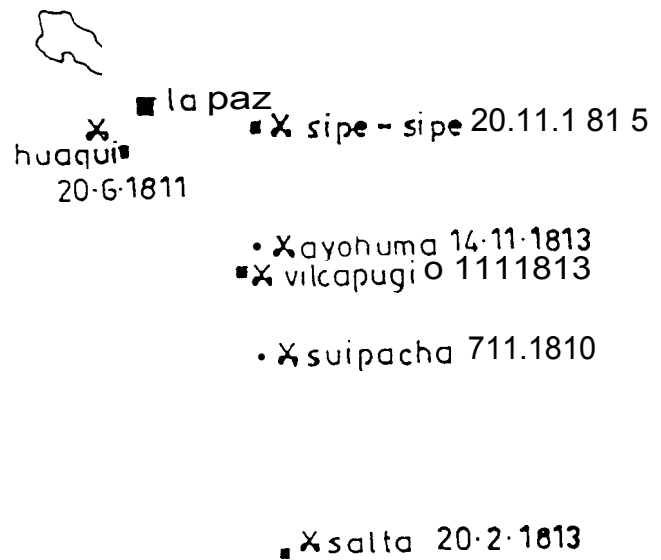 la paz
sipe - sipe 20.11.1 81 5
huaqui
20·6·1811
ayohuma 14·11·1813
vilcapugi o 1111813
suipacha 711.1810
salta 20·2·1813